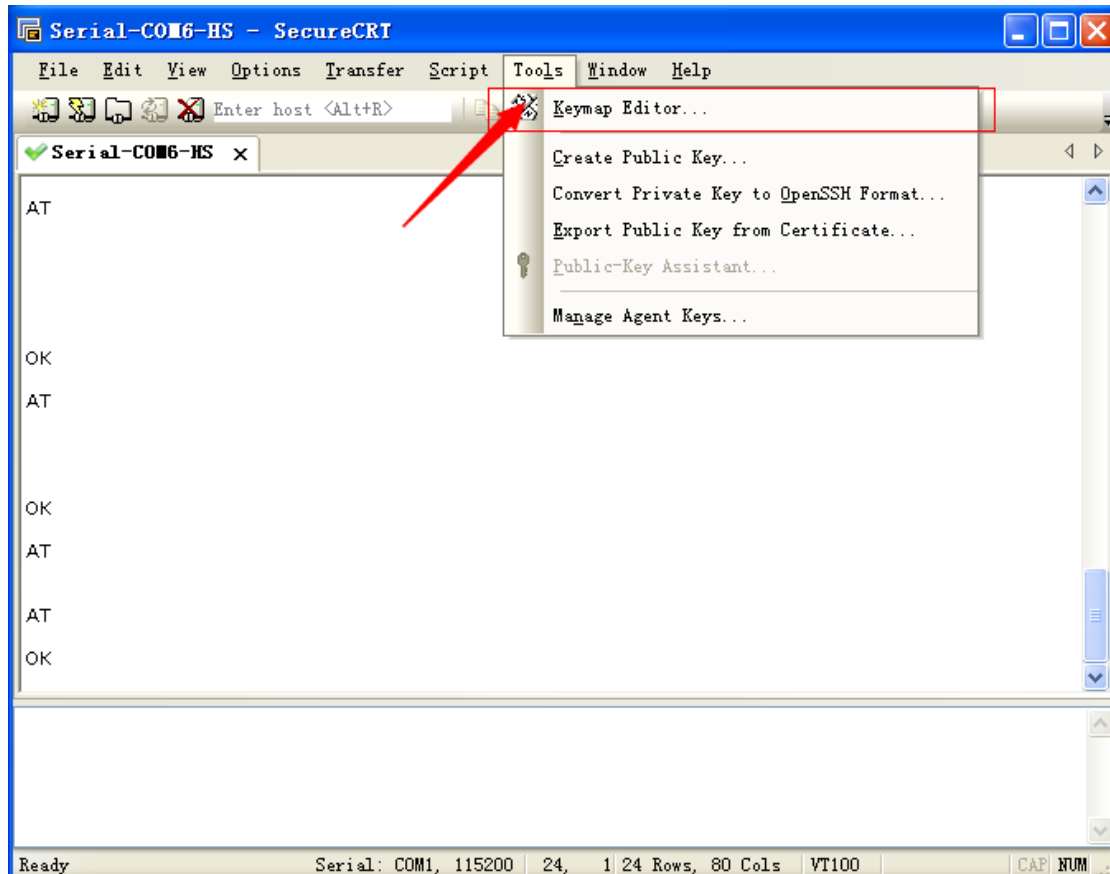 Serial-COM6-HS - SecureCRT
File Edit View Options Transfer Script Tools Window Help
Enter host <Alt+R>
Keymap Editor...
Serial-COM6-HS
Create Public Key...
Convert Private Key to OpenSSH Format...
Export Public Key from Certificate...
Public-Key Assistant...
Manage Agent Keys...
AT
OK
AT
OK
AT
AT
OK
Ready Serial: COM1, 115200 24, 1 24 Rows, 80 Cols VT100 CAP NUM